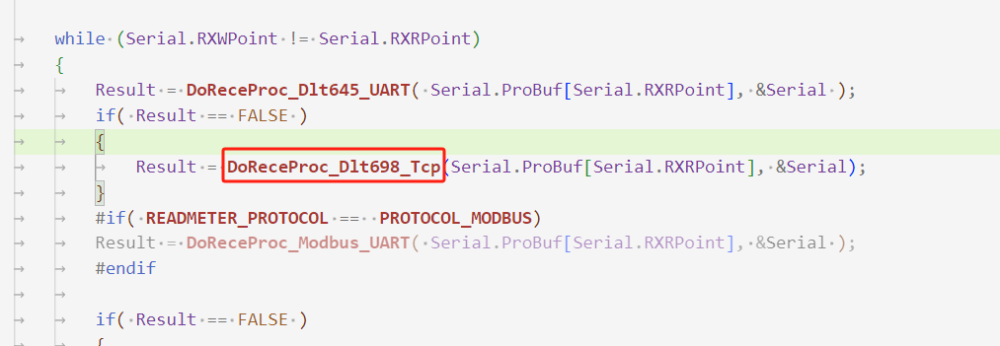 while (Serial.RXWPoint != Serial.RXRPoint)
{
Result = DoReceProc_Dlt645_UART( Serial.ProBuf[Serial.RXRPoint], &Serial );
if( Result == FALSE )
{
Result = DoReceProc_Dlt698_Tcp(Serial.ProBuf[Serial.RXRPoint], &Serial);
}
#if( READMETER_PROTOCOL ==  PROTOCOL_MODBUS)
Result = DoReceProc_Modbus_UART( Serial.ProBuf[Serial.RXRPoint], &Serial );
#endif
if( Result == FALSE )
{